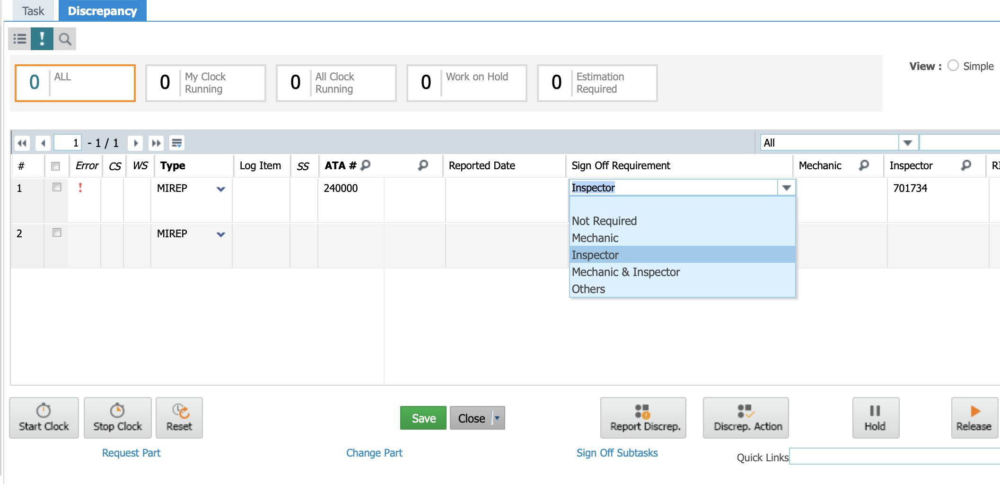 Task Discrepancy
!
0 ALL
0 My Clock Running
0 All Clock Running
0 Work on Hold
0 Estimation Required
View : Simple
1 - 1 / 1 All
# Error CS WS Type Log Item SS ATA # Reported Date Sign Off Requirement Mechanic Inspector
1 ! MIREP 240000 Inspector 701734
Not Required
2 MIREP
Mechanic
Inspector
Mechanic & Inspector
Others
Start Clock Stop Clock Reset Save Close Report Discrep. Discrep. Action Hold Release
Request Part Change Part Sign Off Subtasks
Quick Links